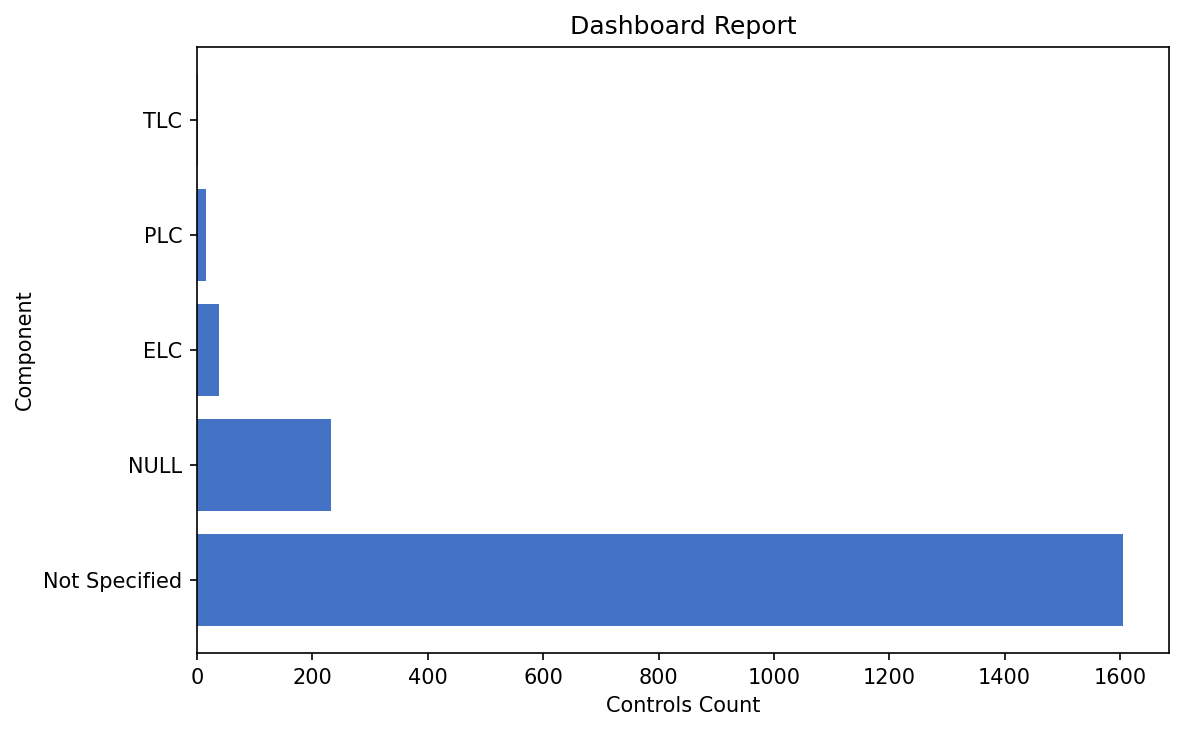 Dashboard Report
TLC
PLC
ELC
NULL
Not Specified
Component
0 200 400 600 800 1000 1200 1400 1600
Controls Count